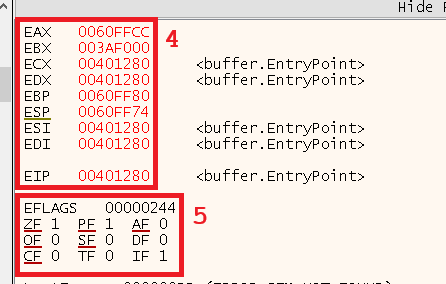 Hide
EAX 0060FFCC
4
EBX 003AF000
ECX 00401280 <buffer.EntryPoint>
EDX 00401280 <buffer.EntryPoint>
EBP 0060FF80
ESP 0060FF74
ESI 00401280 <buffer.EntryPoint>
EDI 00401280 <buffer.EntryPoint>
EIP 00401280 <buffer.EntryPoint>
EFLAGS 00000244
5
ZF 1 PF 1 AF 0
OF 0 SF 0 DF 0
CF 0 TF 0 IF 1